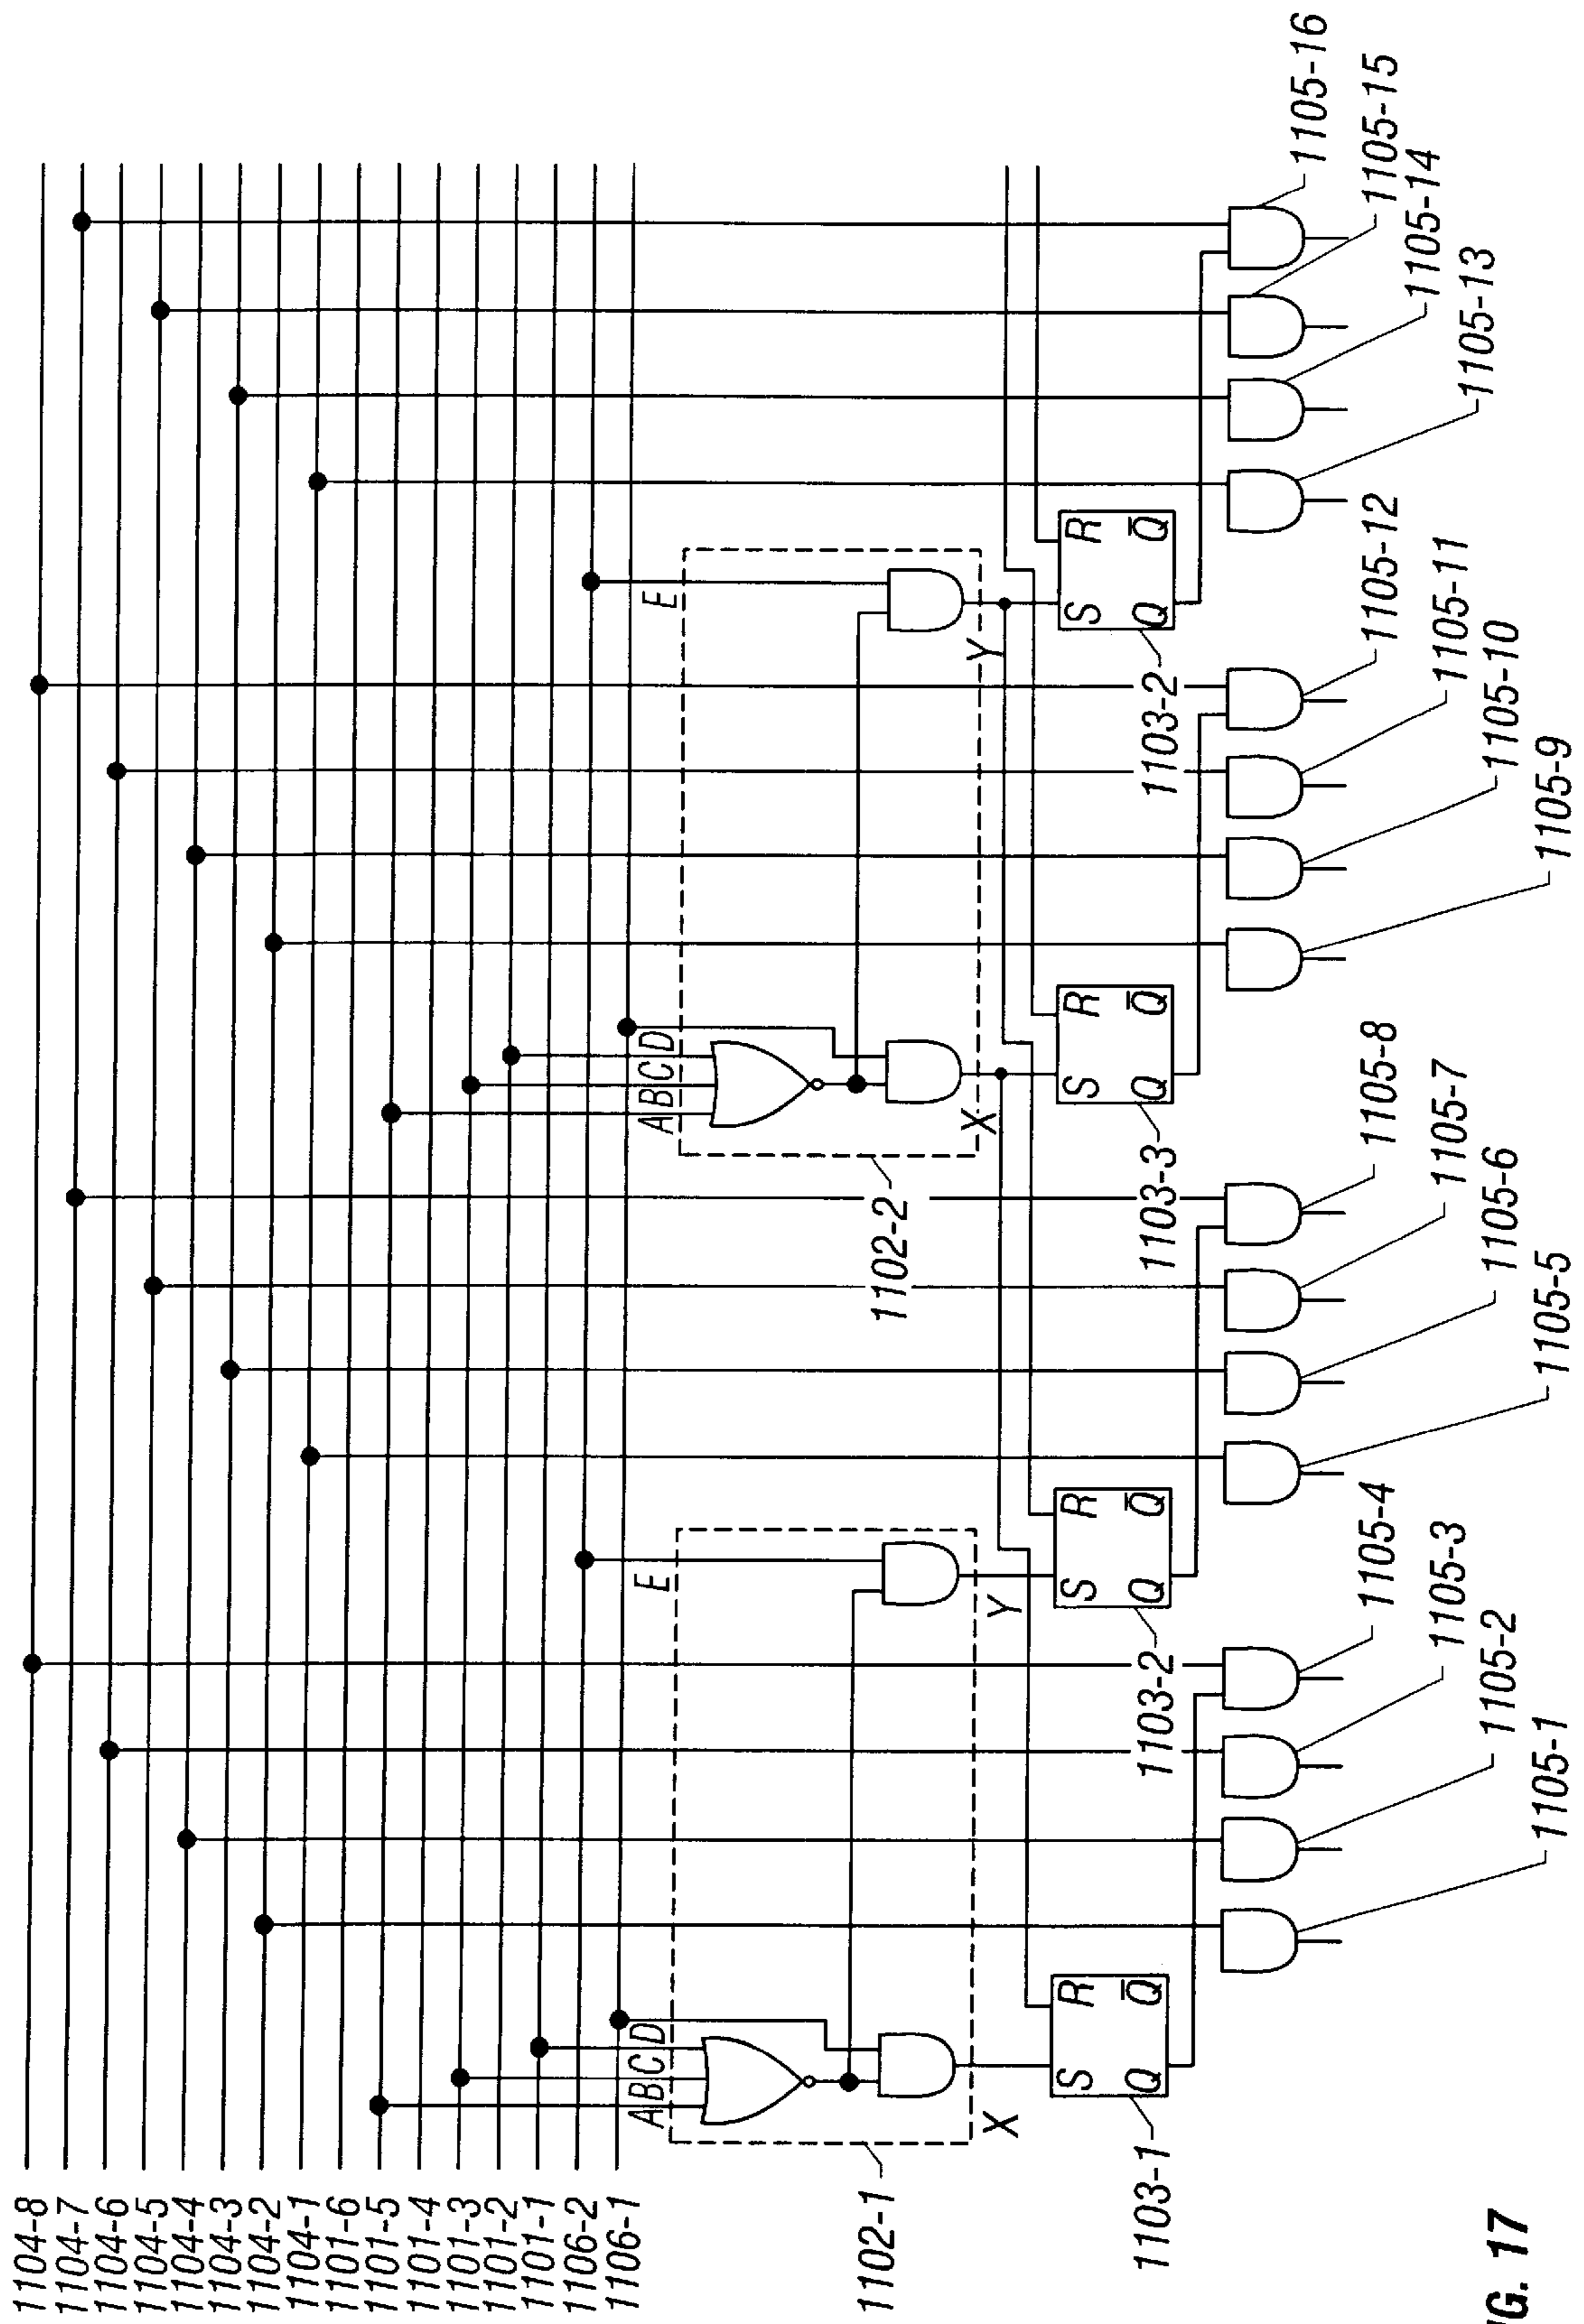 1104-8
1104-7
1104-6
1104-5
1104-4
1104-3
1104-2
1104-1
1101-6
1101-5
1101-4
1101-3
1101-2
1101-1
1106-2
1106-1
A B C D
E
A B C D
E
1102-1
X
Y
1102-2
X
Y
1103-1
S R
Q Q̅
1103-2
S R
Q Q̅
1103-3
S R
Q Q̅
1103-2
S R
Q Q̅
1105-1
1105-2
1105-3
1105-4
1105-5
1105-6
1105-7
1105-8
1105-9
1105-10
1105-11
1105-12
1105-13
1105-14
1105-15
1105-16
IG. 17